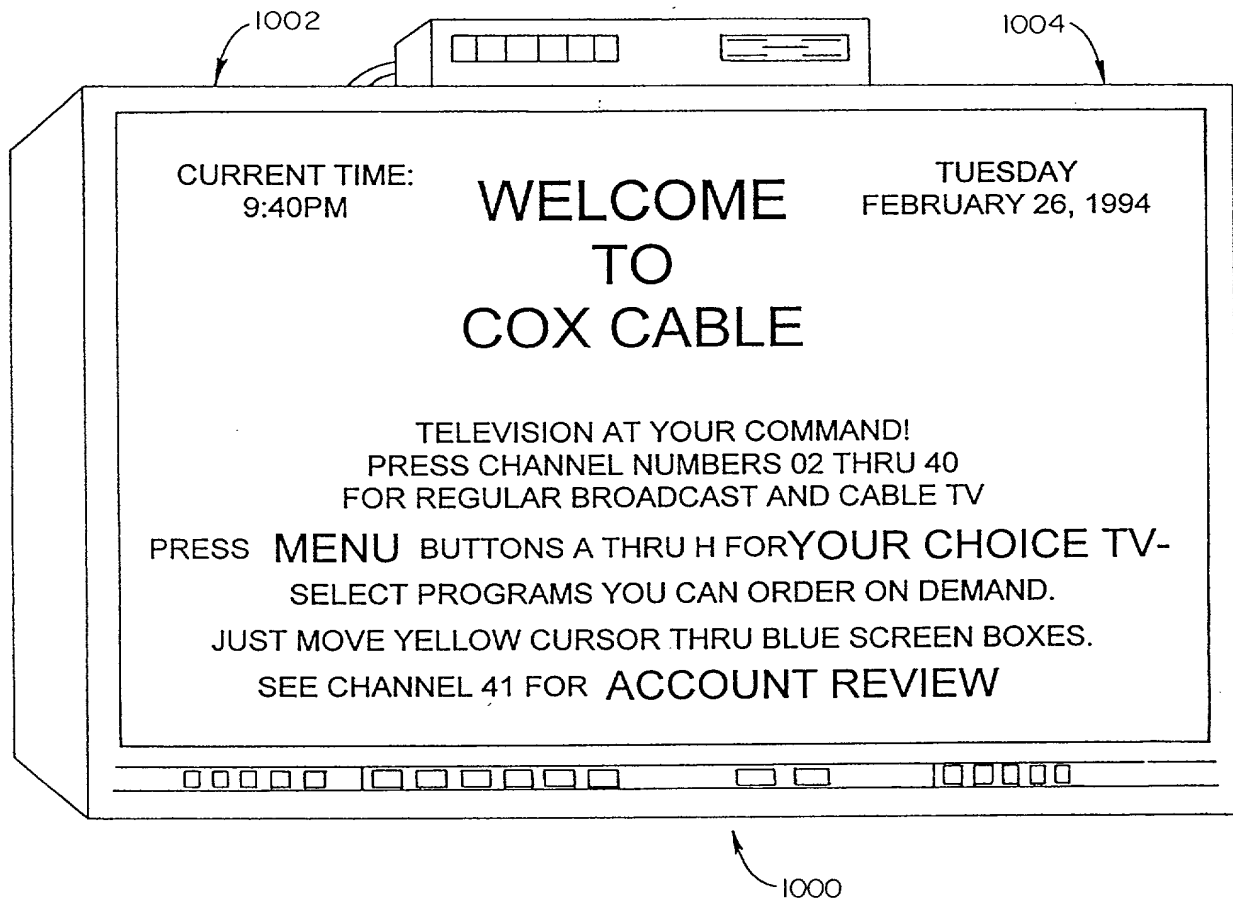 1002
1004
CURRENT TIME:
9:40PM
WELCOME
TO
COX CABLE
TUESDAY
FEBRUARY 26, 1994
TELEVISION AT YOUR COMMAND!
PRESS CHANNEL NUMBERS 02 THRU 40
FOR REGULAR BROADCAST AND CABLE TV
PRESS MENU BUTTONS A THRU H FOR YOUR CHOICE TV-
SELECT PROGRAMS YOU CAN ORDER ON DEMAND.
JUST MOVE YELLOW CURSOR THRU BLUE SCREEN BOXES.
SEE CHANNEL 41 FOR ACCOUNT REVIEW
1000